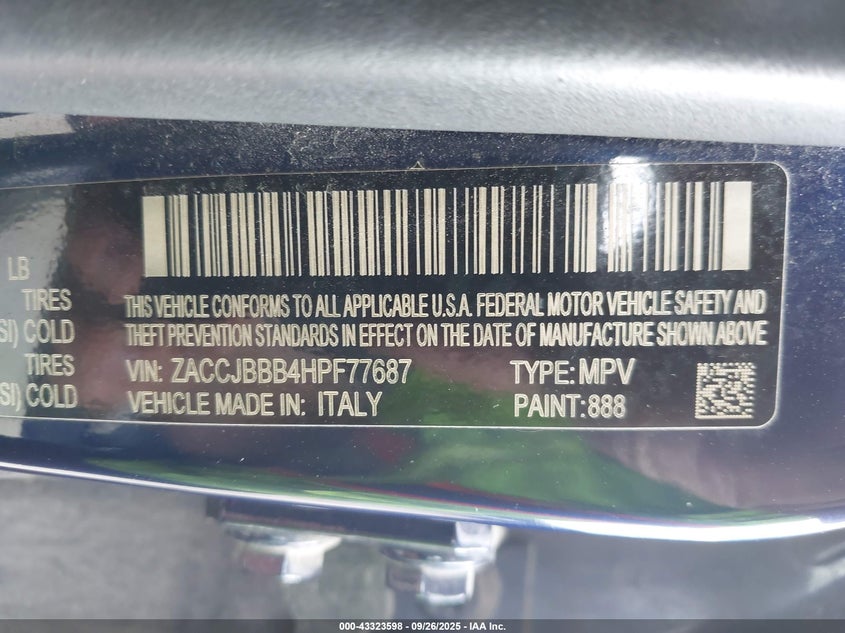 LB
TIRES
SI) COLD
TIRES
SI) COLD
THIS VEHICLE CONFORMS TO ALL APPLICABLE U.S.A. FEDERAL MOTOR VEHICLE SAFETY AND
THEFT PREVENTION STANDARDS IN EFFECT ON THE DATE OF MANUFACTURE SHOWN ABOVE
VIN: ZACCJBBB4HPF77687 TYPE: MPV
VEHICLE MADE IN: ITALY PAINT: 888
000-43323598 - 09/26/2025 - IAA Inc.